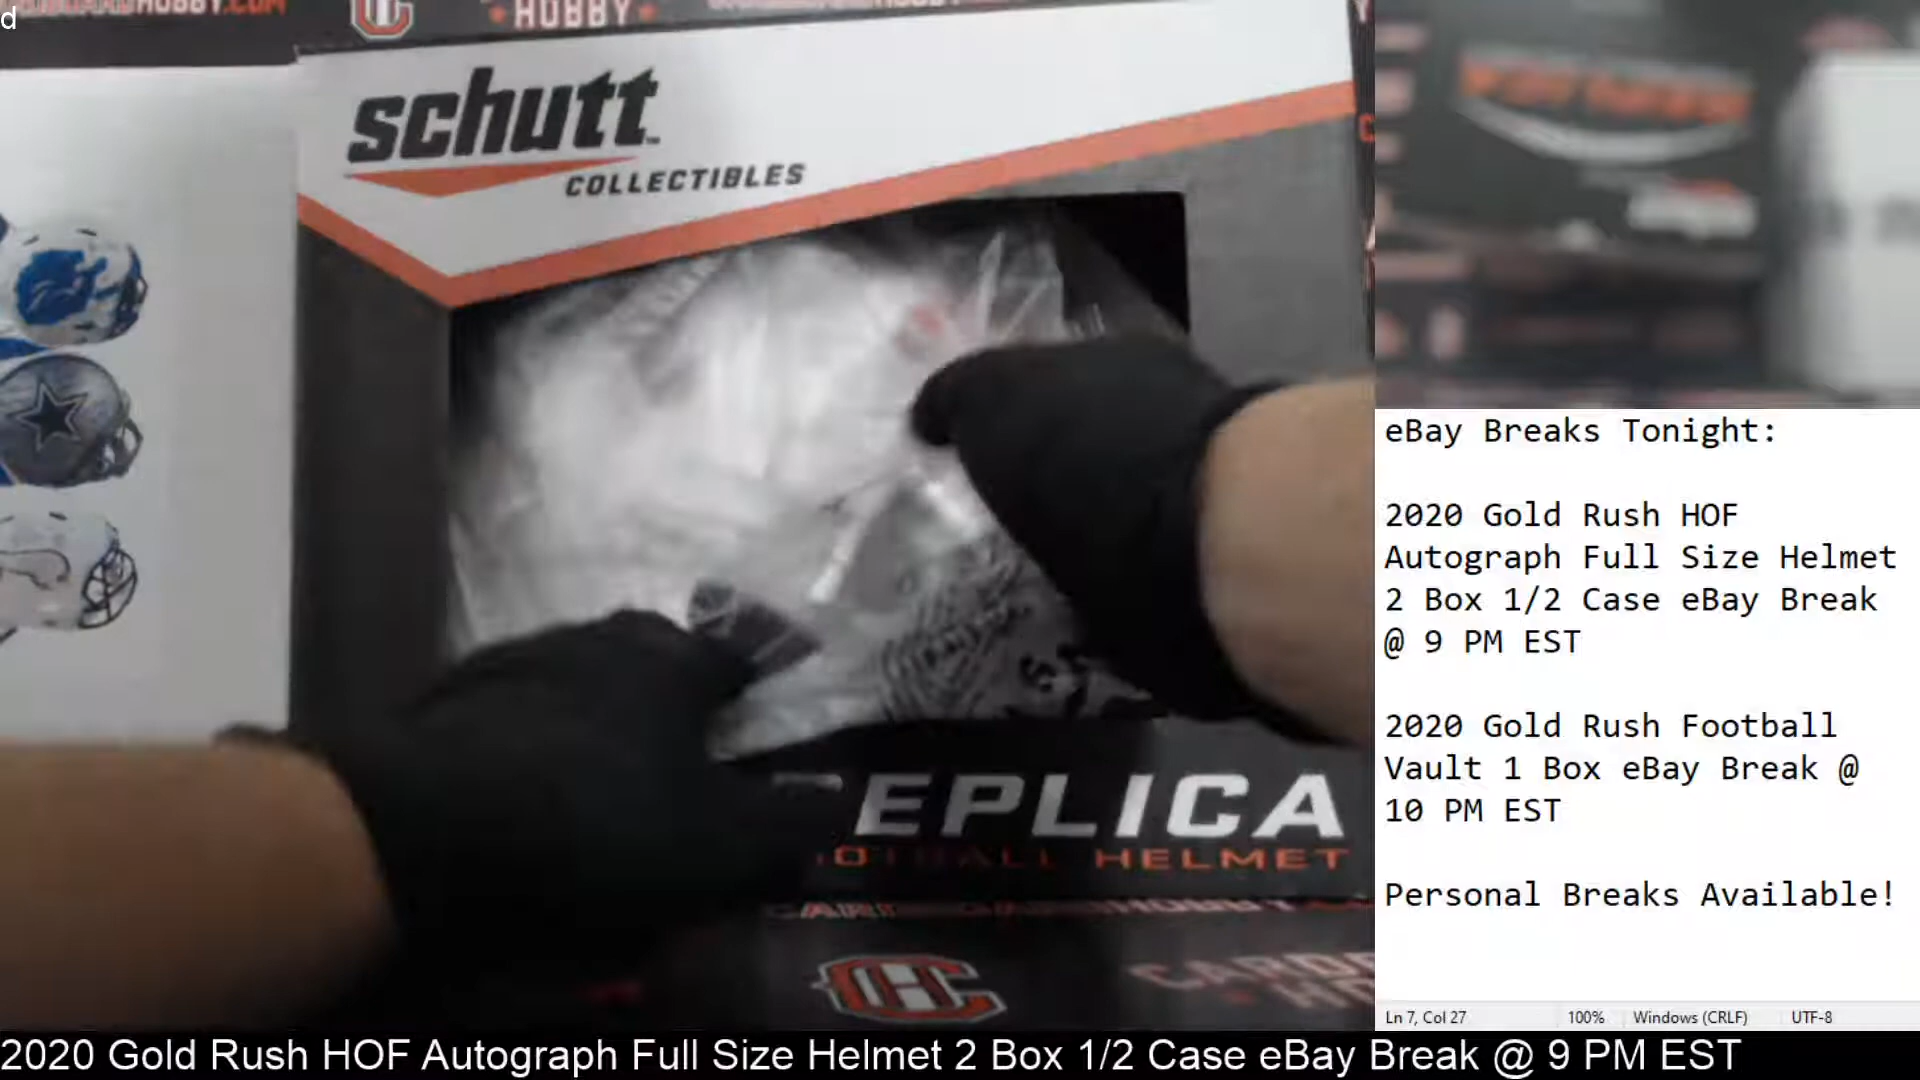 d
HOBBY
schutt
COLLECTIBLES
EPLICA
HELMET
eBay Breaks Tonight:
2020 Gold Rush HOF
Autograph Full Size Helmet
2 Box 1/2 Case eBay Break
@ 9 PM EST
2020 Gold Rush Football
Vault 1 Box eBay Break @
10 PM EST
Personal Breaks Available!
Ln 7, Col 27
100%
Windows (CRLF)
UTF-8
2020 Gold Rush HOF Autograph Full Size Helmet 2 Box 1/2 Case eBay Break @ 9 PM EST